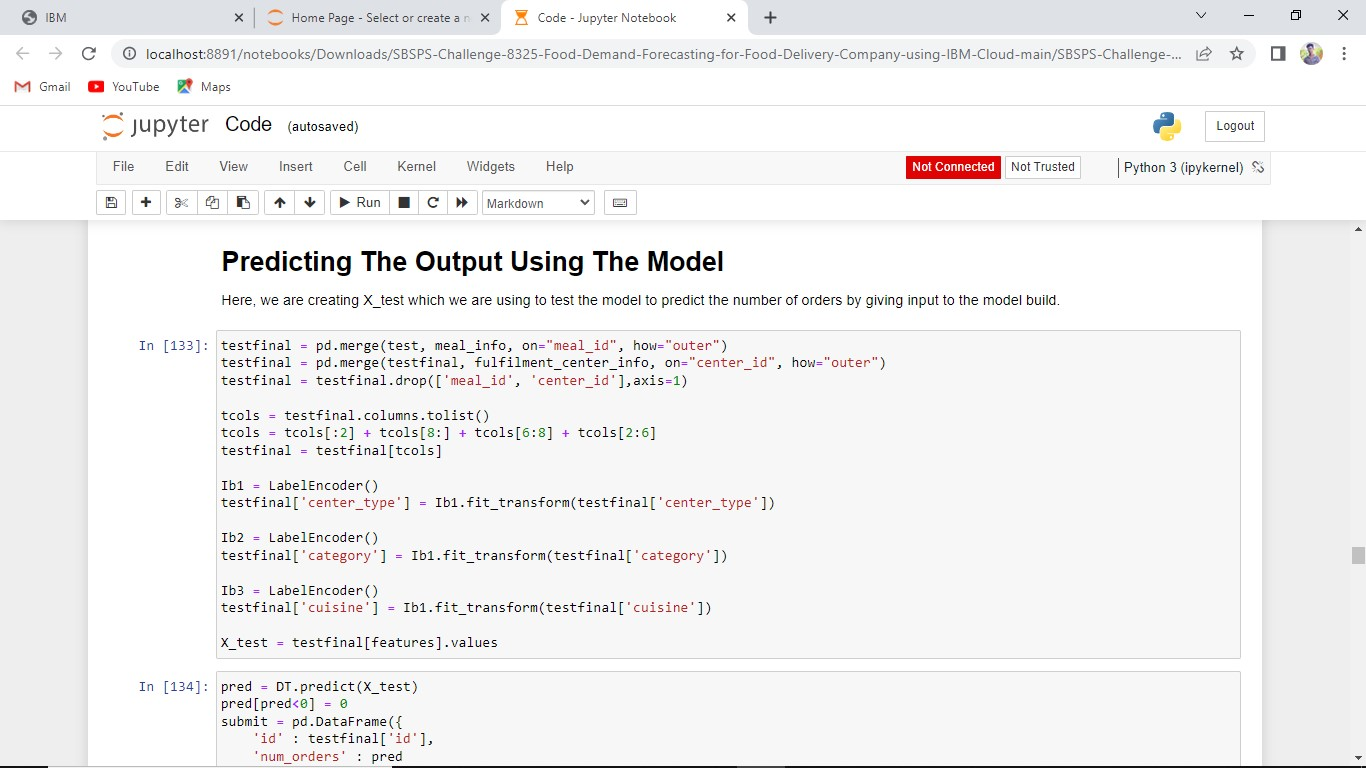 IBM
Home Page - Select or create a n
Code - Jupyter Notebook
localhost:8891/notebooks/Downloads/SBSPS-Challenge-8325-Food-Demand-Forecasting-for-Food-Delivery-Company-using-IBM-Cloud-main/SBSPS-Challenge-...
Gmail YouTube Maps
jupyter Code (autosaved) Logout
File Edit View Insert Cell Kernel Widgets Help Not Connected Not Trusted Python 3 (ipykernel)
Run Markdown
Predicting The Output Using The Model
Here, we are creating X_test which we are using to test the model to predict the number of orders by giving input to the model build.
In [133]: testfinal = pd.merge(test, meal_info, on="meal_id", how="outer")
testfinal = pd.merge(testfinal, fulfilment_center_info, on="center_id", how="outer")
testfinal = testfinal.drop(['meal_id', 'center_id'],axis=1)
tcols = testfinal.columns.tolist()
tcols = tcols[:2] + tcols[8:] + tcols[6:8] + tcols[2:6]
testfinal = testfinal[tcols]
Ib1 = LabelEncoder()
testfinal['center_type'] = Ib1.fit_transform(testfinal['center_type'])
Ib2 = LabelEncoder()
testfinal['category'] = Ib1.fit_transform(testfinal['category'])
Ib3 = LabelEncoder()
testfinal['cuisine'] = Ib1.fit_transform(testfinal['cuisine'])
X_test = testfinal[features].values
In [134]: pred = DT.predict(X_test)
pred[pred<0] = 0
submit = pd.DataFrame({
'id' : testfinal['id'],
'num_orders' : pred